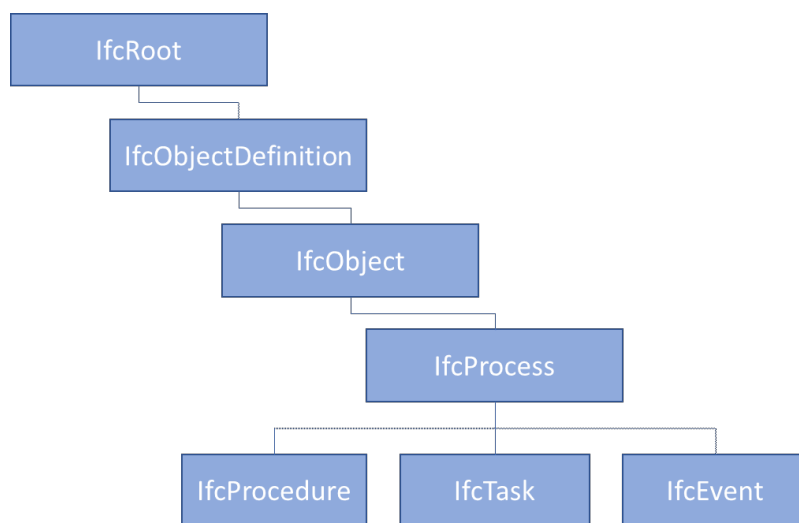 IfcRoot
IfcObjectDefinition
IfcObject
IfcProcess
IfcProcedure
IfcTask
IfcEvent